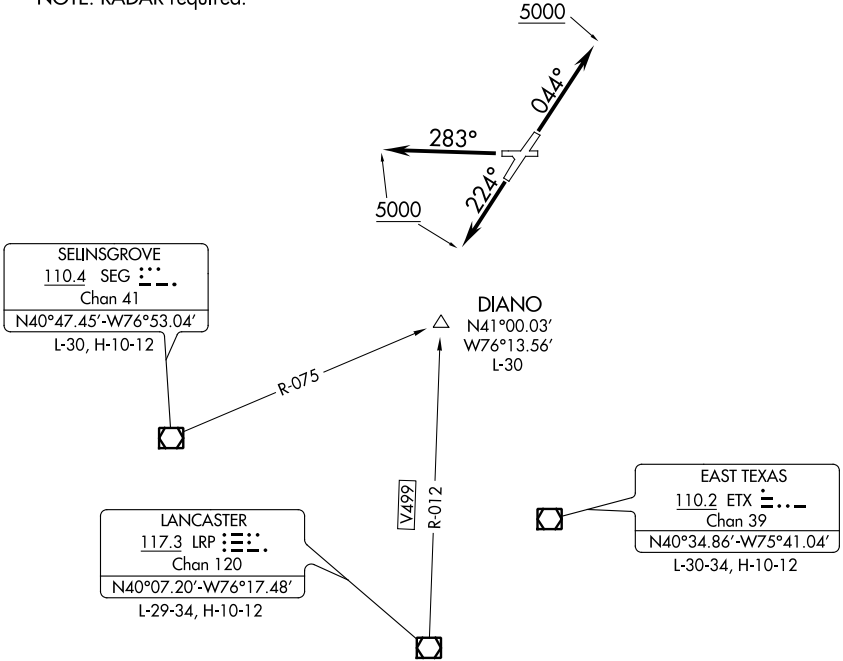 NOTE: RADAR required.
5000
044°
283°
224°
5000
SELINSGROVE
110.4 SEG
Chan 41
N40°47.45′-W76°53.04′
L-30, H-10-12
DIANO
N41°00.03′
W76°13.56′
L-30
R-075
V499
R-012
EAST TEXAS
110.2 ETX
Chan 39
N40°34.86′-W75°41.04′
L-30-34, H-10-12
LANCASTER
117.3 LRP
Chan 120
N40°07.20′-W76°17.48′
L-29-34, H-10-12